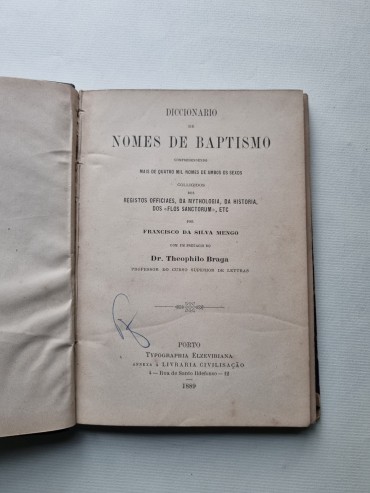 DICCIONARIO
DE
NOMES DE BAPTISMO
COMPREHENDENDO
MAIS DE QUATRO MIL NOMES DE AMBOS OS SEXOS
COLLIGIDOS
DOS
REGISTOS OFFICIAES, DA MYTHOLOGIA, DA HISTORIA,
DOS «FLOS SANCTORUM», ETC
POR
FRANCISCO DA SILVA MENGO
COM UM PREFACIO DO
Dr. Theophilo Braga
PROFESSOR DO CURSO SUPERIOR DE LETTRAS
PORTO
TYPOGRAPHIA ELZEVIRIANA
ANNEXA Á LIVRARIA CIVILISAÇÃO
4 — Rua de Santo Ildefonso — 12
1889